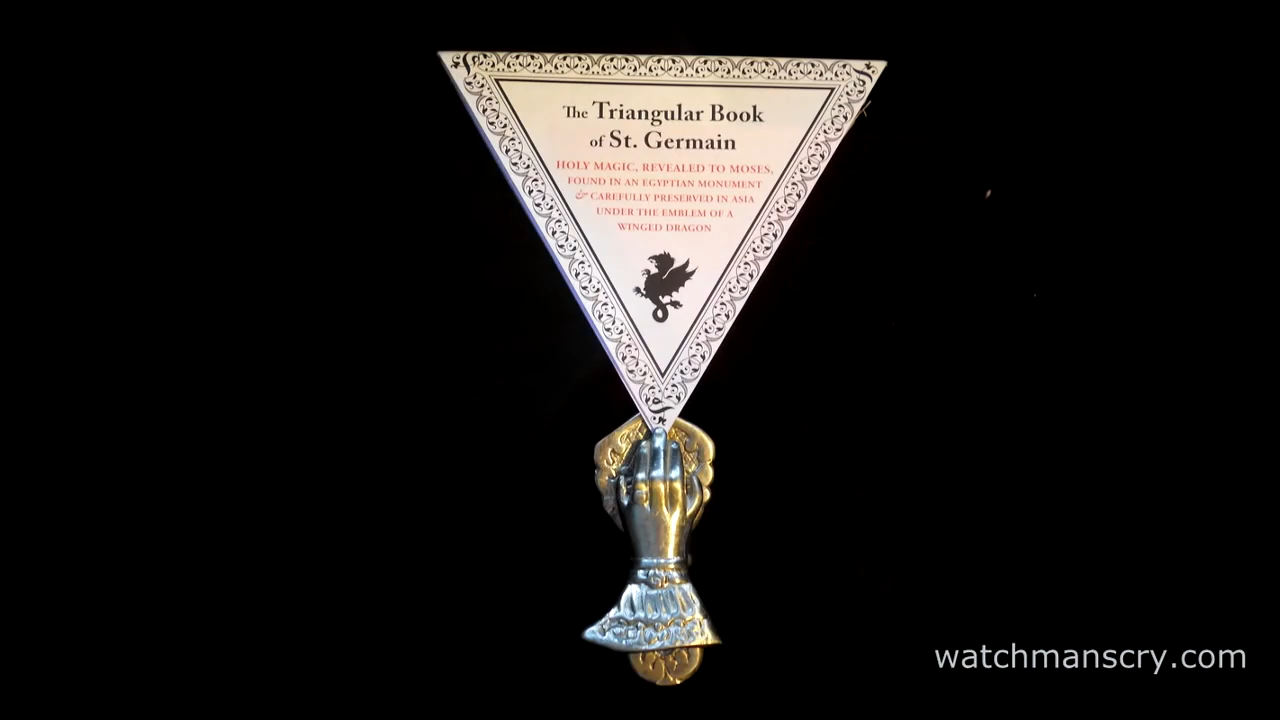 The Triangular Book
of St. Germain
HOLY MAGIC, REVEALED TO MOSES,
FOUND IN AN EGYPTIAN MONUMENT
& CAREFULLY PRESERVED IN ASIA
UNDER THE EMBLEM OF A
WINGED DRAGON
watchmanscry.com